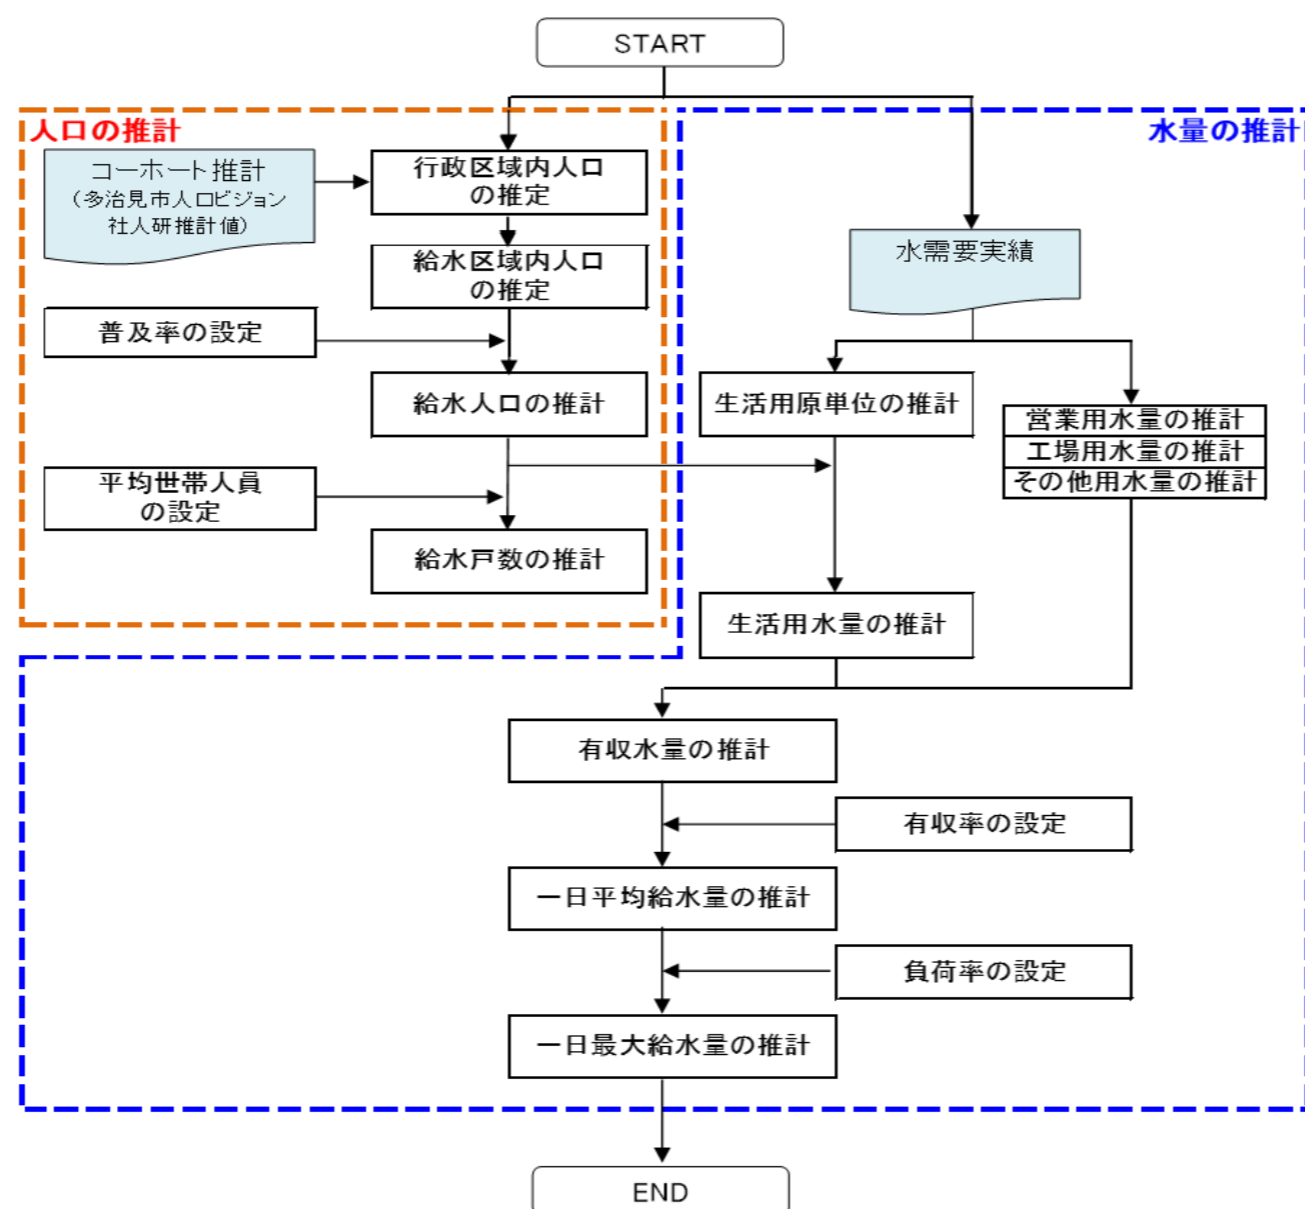 START
人口の推計
水量の推計
コーホート推計
（多治見市人口ビジョン
社人研推計値）
行政区域内人口
の推定
給水区域内人口
の推定
水需要実績
普及率の設定
給水人口の推計
生活用原単位の推計
営業用水量の推計
工場用水量の推計
その他用水量の推計
平均世帯人員
の設定
給水戸数の推計
生活用水量の推計
有収水量の推計
有収率の設定
一日平均給水量の推計
負荷率の設定
一日最大給水量の推計
END